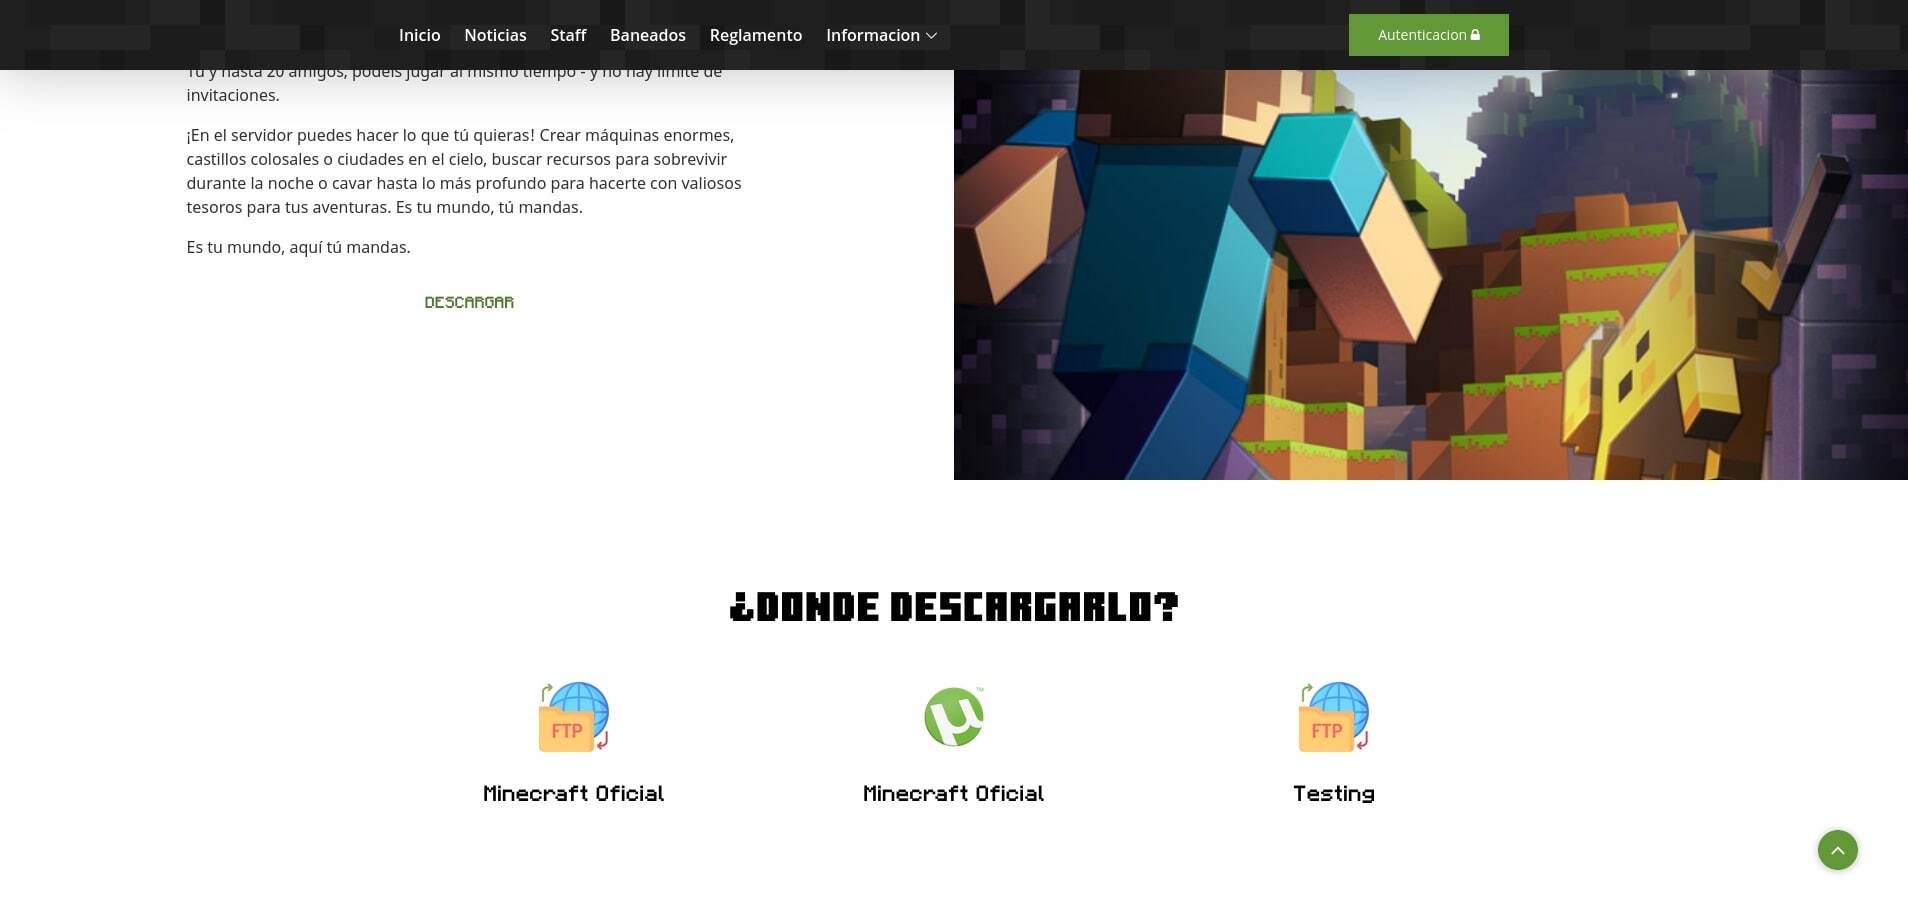 Inicio Noticias Staff Baneados Reglamento Informacion
Autenticacion
Tú y hasta 20 amigos, podéis jugar al mismo tiempo - y no hay límite de
invitaciones.
¡En el servidor puedes hacer lo que tú quieras! Crear máquinas enormes,
castillos colosales o ciudades en el cielo, buscar recursos para sobrevivir
durante la noche o cavar hasta lo más profundo para hacerte con valiosos
tesoros para tus aventuras. Es tu mundo, tú mandas.
Es tu mundo, aquí tú mandas.
DESCARGAR
¿DONDE DESCARGARLO?
FTP
µ™
FTP
Minecraft Oficial
Minecraft Oficial
Testing